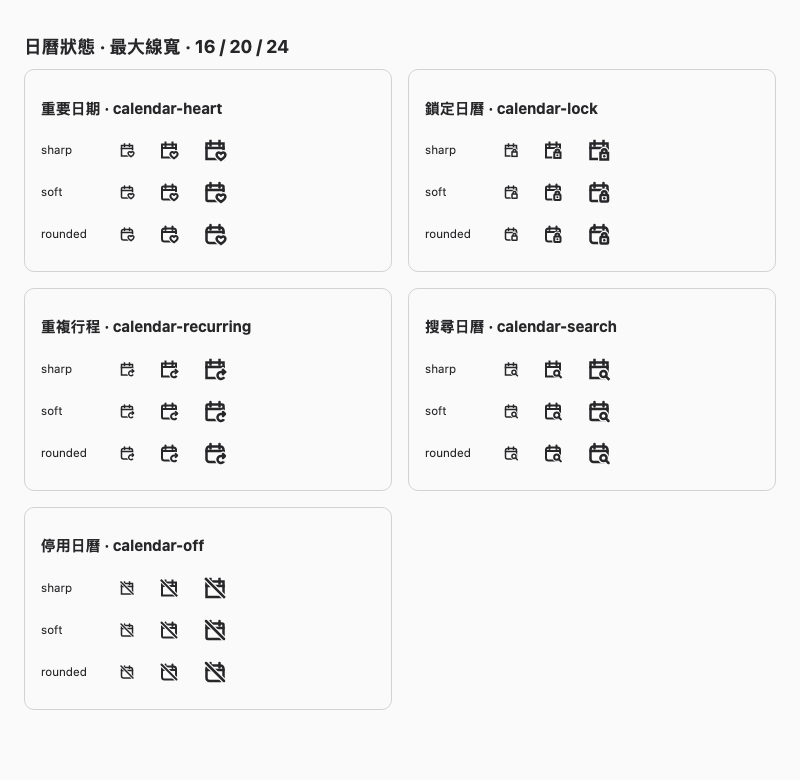 日曆狀態 · 最大線寬 · 16 / 20 / 24
重要日期 · calendar-heart
sharp
soft
rounded
鎖定日曆 · calendar-lock
sharp
soft
rounded
重複行程 · calendar-recurring
sharp
soft
rounded
搜尋日曆 · calendar-search
sharp
soft
rounded
停用日曆 · calendar-off
sharp
soft
rounded